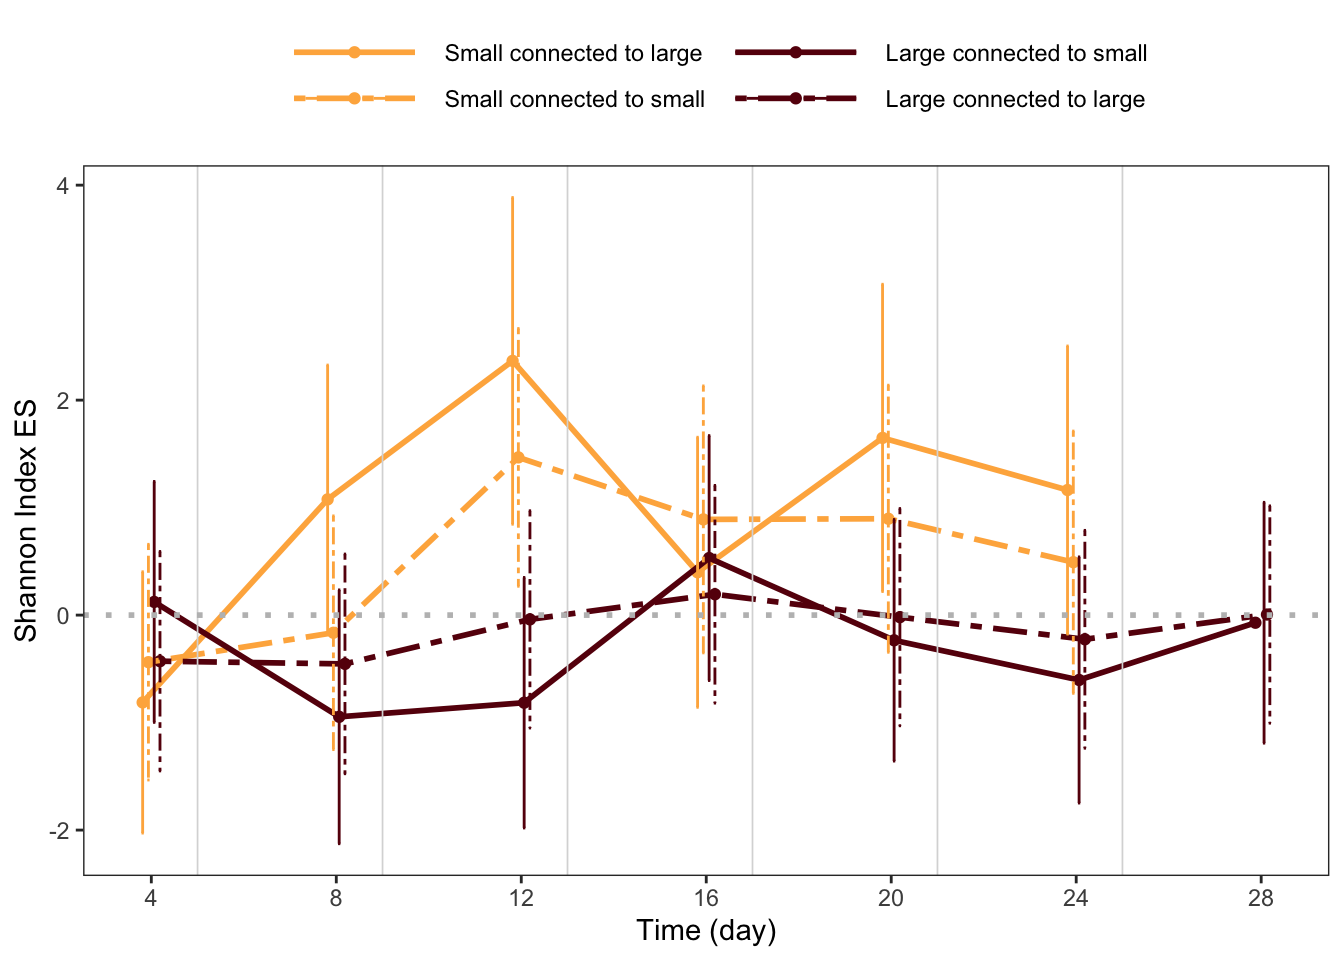 Small connected to large
Large connected to small
Small connected to small
Large connected to large
4
2
0
-2
Shannon Index ES
4 8 12 16 20 24 28
Time (day)